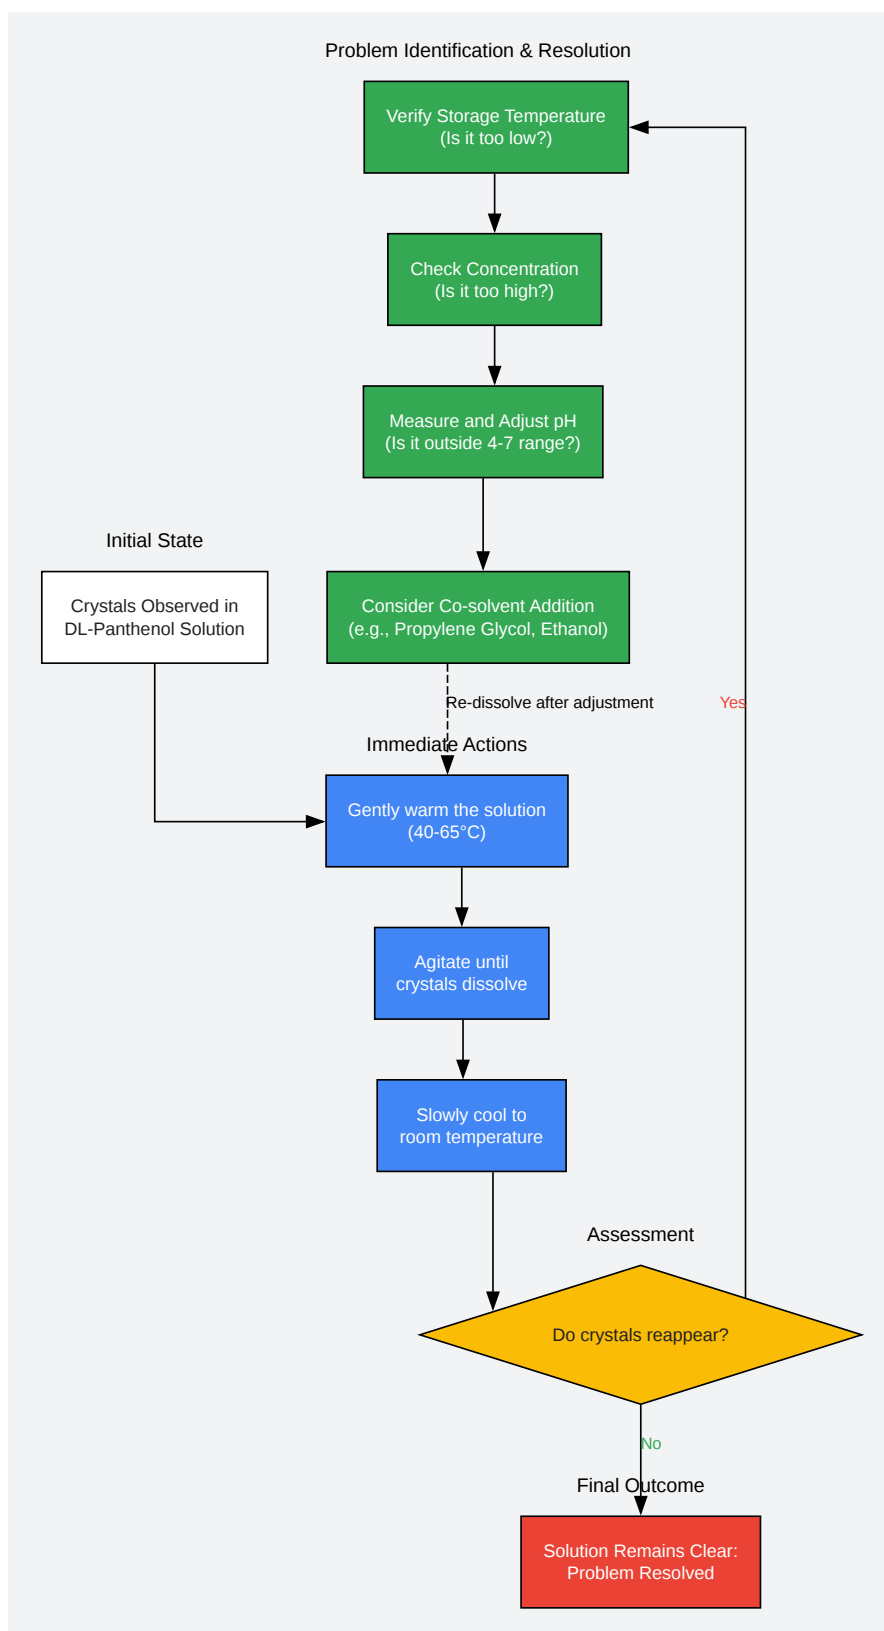 Problem Identification & Resolution
Verify Storage Temperature
(Is it too low?)
Check Concentration
(Is it too high?)
Measure and Adjust pH
(Is it outside 4-7 range?)
Initial State
Crystals Observed in
DL-Panthenol Solution
Consider Co-solvent Addition
(e.g., Propylene Glycol, Ethanol)
Re-dissolve after adjustment
Yes
Immediate Actions
Gently warm the solution
(40-65°C)
Agitate until
crystals dissolve
Slowly cool to
room temperature
Assessment
Do crystals reappear?
No
Final Outcome
Solution Remains Clear:
Problem Resolved